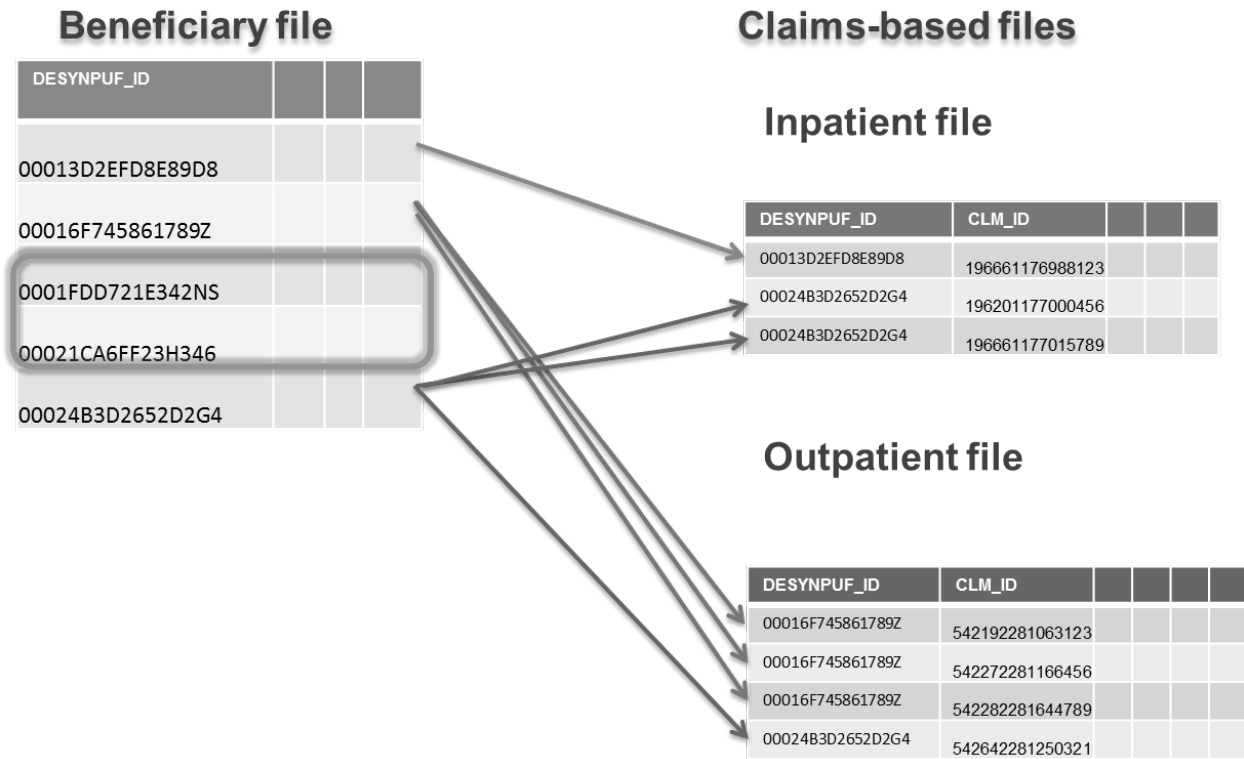 Beneficiary file
DESYNPUF_ID
00013D2EFD8E89D8
00016F745861789Z
0001FDD721E342NS
00021CA6FF23H346
00024B3D2652D2G4
Claims-based files
Inpatient file
DESYNPUF_ID CLM_ID
00013D2EFD8E89D8 196661176988123
00024B3D2652D2G4 196201177000456
00024B3D2652D2G4 196661177015789
Outpatient file
DESYNPUF_ID CLM_ID
00016F745861789Z 542192281063123
00016F745861789Z 542272281166456
00016F745861789Z 542282281644789
00024B3D2652D2G4 542642281250321